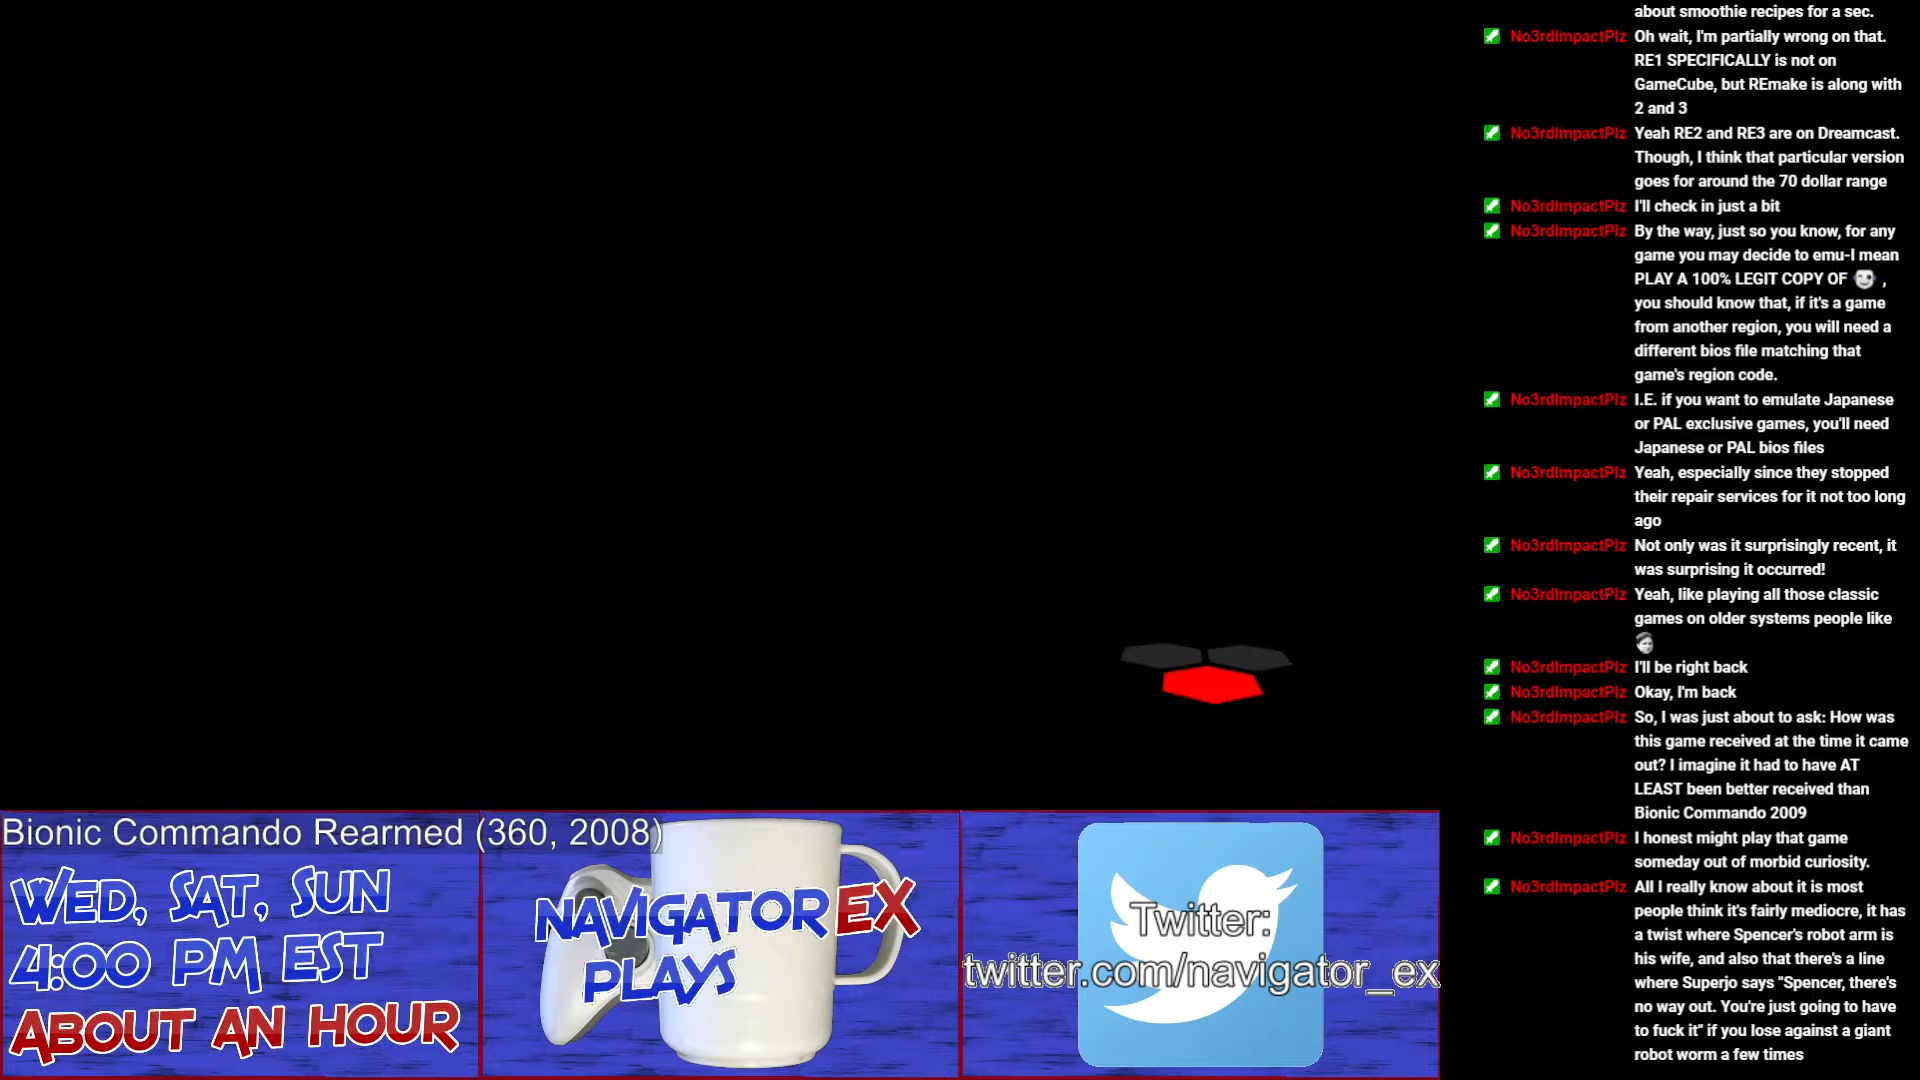 about smoothie recipes for a sec.
No3rdImpactPlz Oh wait, I'm partially wrong on that.
RE1 SPECIFICALLY is not on
GameCube, but REmake is along with
2 and 3
No3rdImpactPlz Yeah RE2 and RE3 are on Dreamcast.
Though, I think that particular version
goes for around the 70 dollar range
No3rdImpactPlz I'll check in just a bit
No3rdImpactPlz By the way, just so you know, for any
game you may decide to emu-I mean
PLAY A 100% LEGIT COPY OF ,
you should know that, if it's a game
from another region, you will need a
different bios file matching that
game's region code.
No3rdImpactPlz I.E. if you want to emulate Japanese
or PAL exclusive games, you'll need
Japanese or PAL bios files
No3rdImpactPlz Yeah, especially since they stopped
their repair services for it not too long
ago
No3rdImpactPlz Not only was it surprisingly recent, it
was surprising it occurred!
No3rdImpactPlz Yeah, like playing all those classic
games on older systems people like
No3rdImpactPlz I'll be right back
No3rdImpactPlz Okay, I'm back
No3rdImpactPlz So, I was just about to ask: How was
this game received at the time it came
out? I imagine it had to have AT
LEAST been better received than
Bionic Commando 2009
No3rdImpactPlz I honest might play that game
someday out of morbid curiosity.
No3rdImpactPlz All I really know about it is most
people think it's fairly mediocre, it has
a twist where Spencer's robot arm is
his wife, and also that there's a line
where Superjo says "Spencer, there's
no way out. You're just going to have
to fuck it" if you lose against a giant
robot worm a few times
Bionic Commando Rearmed (360, 2008)
WED, SAT, SUN
4:00 PM EST
ABOUT AN HOUR
NAVIGATOR EX
PLAYS
Twitter:
twitter.com/navigator_ex